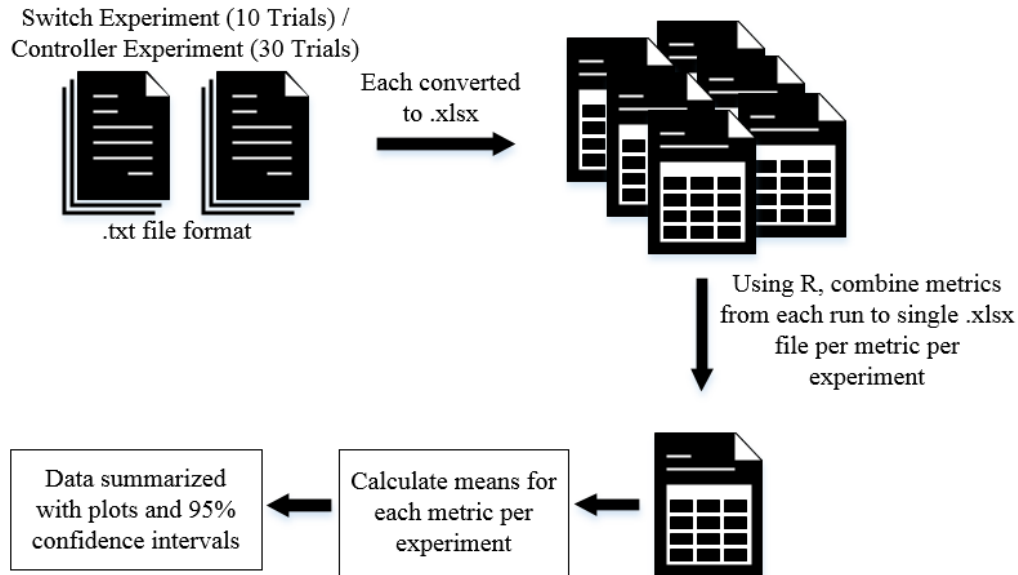 Switch Experiment (10 Trials) /
Controller Experiment (30 Trials)
Each converted
to .xlsx
.txt file format
Using R, combine metrics
from each run to single .xlsx
file per metric per
experiment
Data summarized
with plots and 95%
confidence intervals
Calculate means for
each metric per
experiment